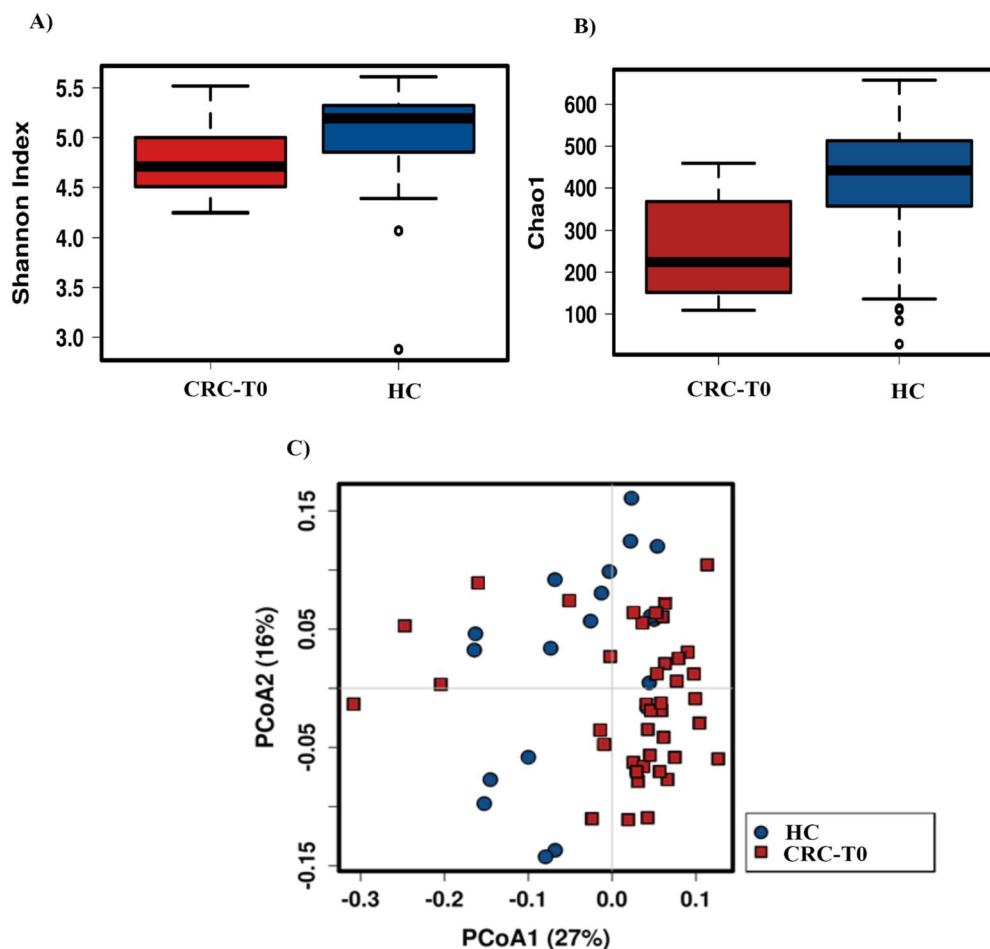 A)
Shannon Index
5.5
5.0
4.5
4.0
3.5
3.0
CRC-T0
HC
B)
Chao1
600
500
400
300
200
100
CRC-T0
HC
C)
PCoA2 (16%)
0.15
0.05
-0.05
-0.15
-0.3
-0.2
-0.1
0.0
0.1
PCoA1 (27%)
HC
CRC-T0